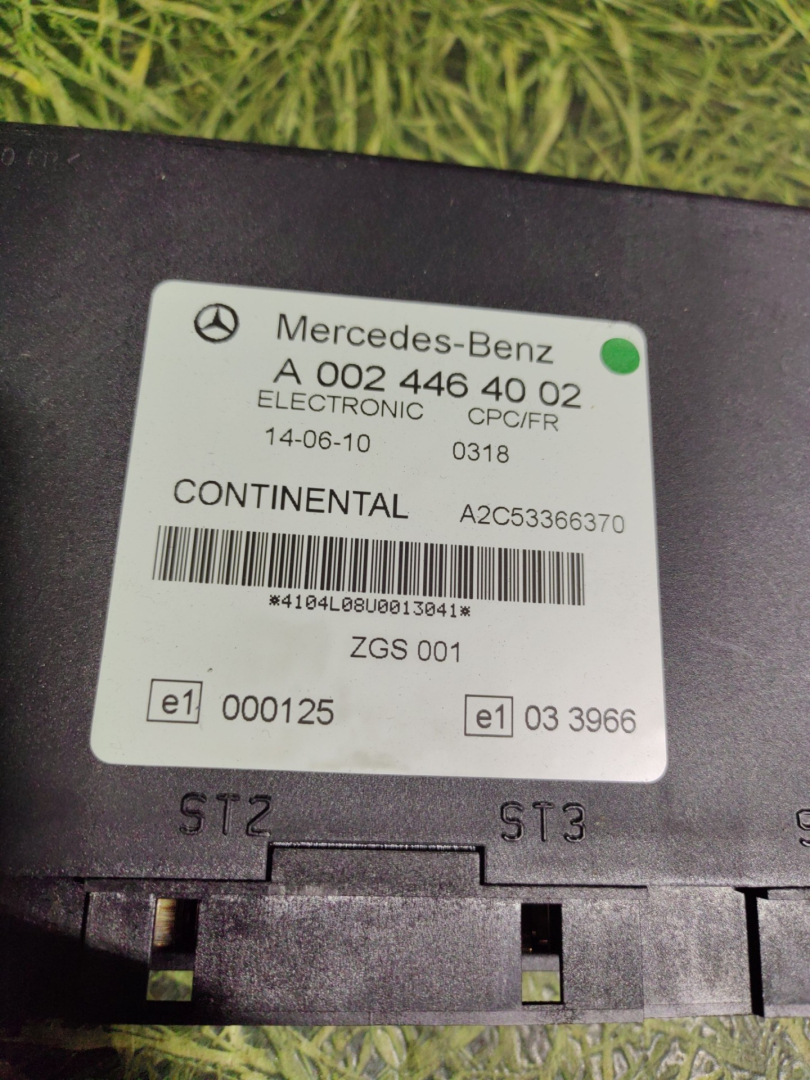 Mercedes-Benz
A 002 446 40 02
ELECTRONIC CPC/FR
14-06-10 0318
CONTINENTAL A2C53366370
*4104L08U0013041*
ZGS 001
e1 000125 e1 03 3966
ST2 ST3